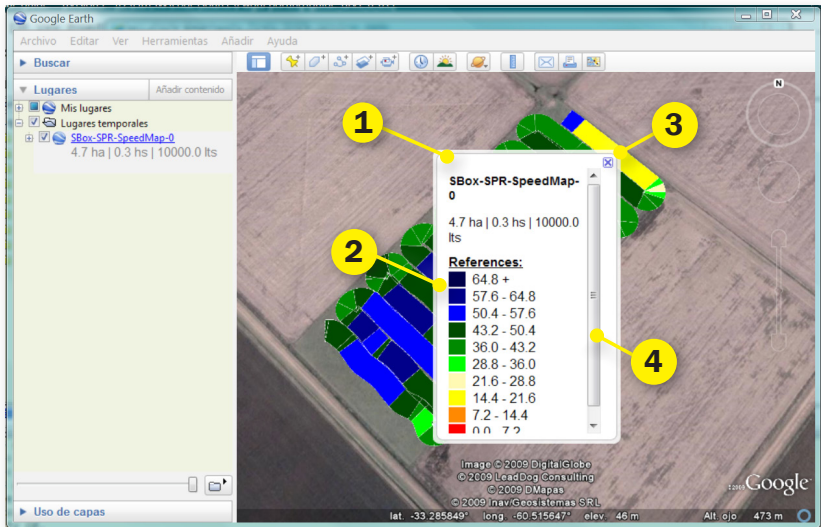 Google Earth
Archivo Editar Ver Herramientas Añadir Ayuda
Buscar
Lugares Añadir contenido
Mis lugares
Lugares temporales
SBox-SPR-SpeedMap-0
4.7 ha | 0.3 hs | 10000.0 lts
N
1
3
2
4
SBox-SPR-SpeedMap-
0
4.7 ha | 0.3 hs | 10000.0
lts
References:
64.8 +
57.6 - 64.8
50.4 - 57.6
43.2 - 50.4
36.0 - 43.2
28.8 - 36.0
21.6 - 28.8
14.4 - 21.6
7.2 - 14.4
0.0 - 7.2
Image © 2009 DigitalGlobe
© 2009 LeadDog Consulting
© 2009 DMapas
© 2009 Inav/Geosistemas SRL
©2009 Google
Uso de capas
lat. -33.285849° long. -60.515647° elev. 46 m Alt. ojo 473 m